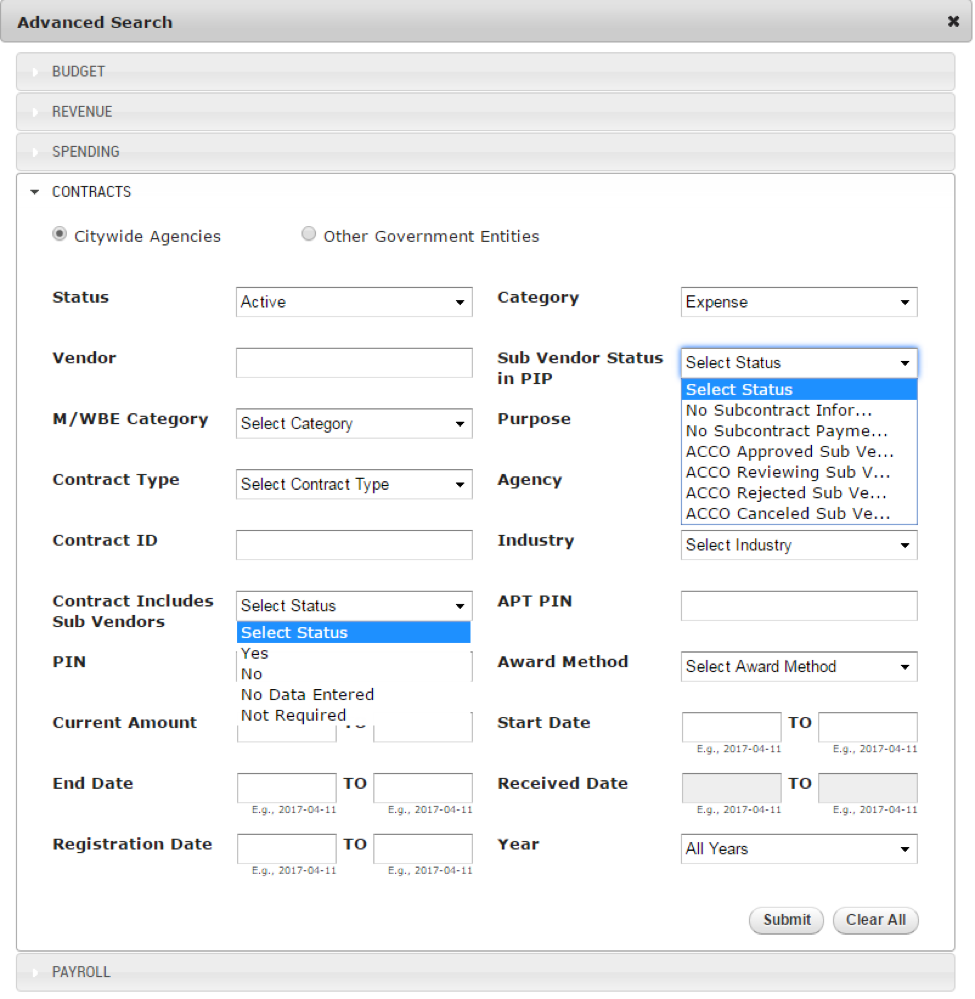 Advanced Search
BUDGET
REVENUE
SPENDING
CONTRACTS
Citywide Agencies
Other Government Entities
Status
Active
Category
Expense
Vendor
Sub Vendor Status
in PIP
Select Status
Select Status
No Subcontract Infor...
No Subcontract Payme...
ACCO Approved Sub Ve...
ACCO Reviewing Sub V...
ACCO Rejected Sub Ve...
ACCO Canceled Sub Ve...
M/WBE Category
Select Category
Purpose
Contract Type
Select Contract Type
Agency
Contract ID
Industry
Select Industry
Contract Includes
Sub Vendors
Select Status
Select Status
Yes
No
No Data Entered
Not Required
APT PIN
PIN
Award Method
Select Award Method
Current Amount
Start Date
TO
E.g., 2017-04-11
E.g., 2017-04-11
End Date
TO
E.g., 2017-04-11
E.g., 2017-04-11
Received Date
TO
E.g., 2017-04-11
E.g., 2017-04-11
Registration Date
TO
E.g., 2017-04-11
E.g., 2017-04-11
Year
All Years
Submit
Clear All
PAYROLL